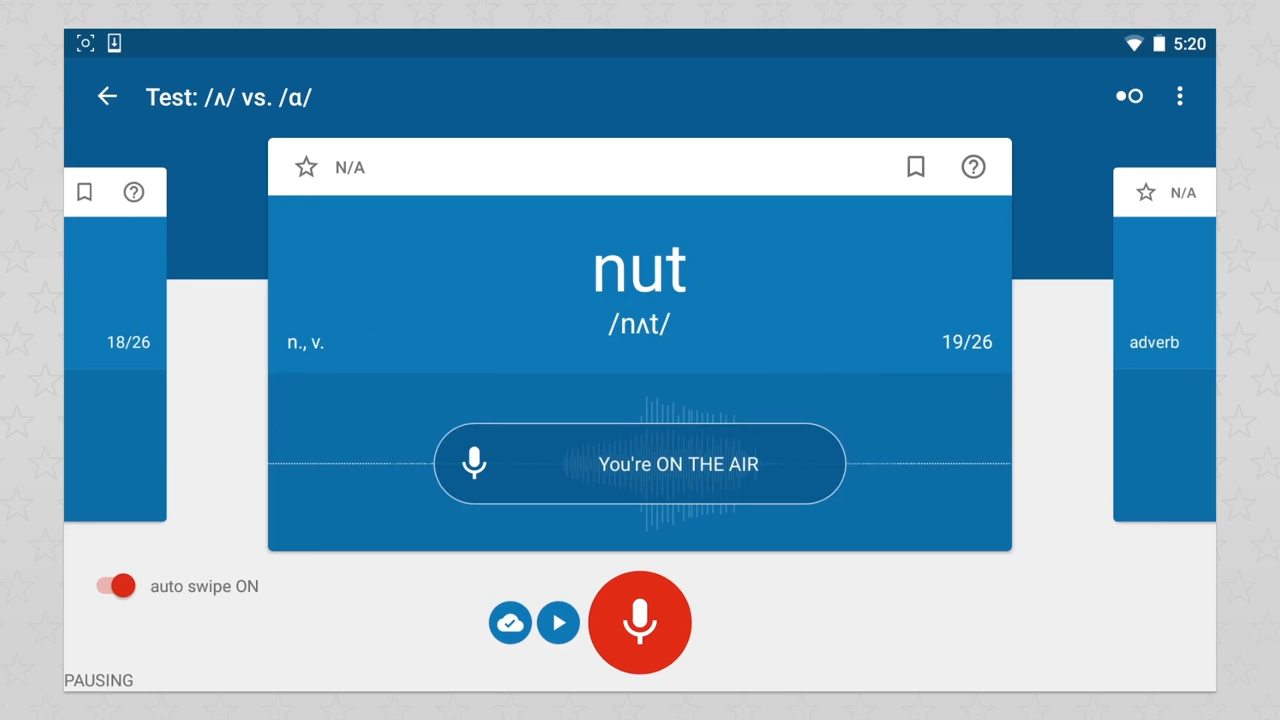 5:20
Test: /ʌ/ vs. /ɑ/
N/A
N/A
nut
/nʌt/
18/26
n., v.
19/26
adverb
You're ON THE AIR
auto swipe ON
PAUSING